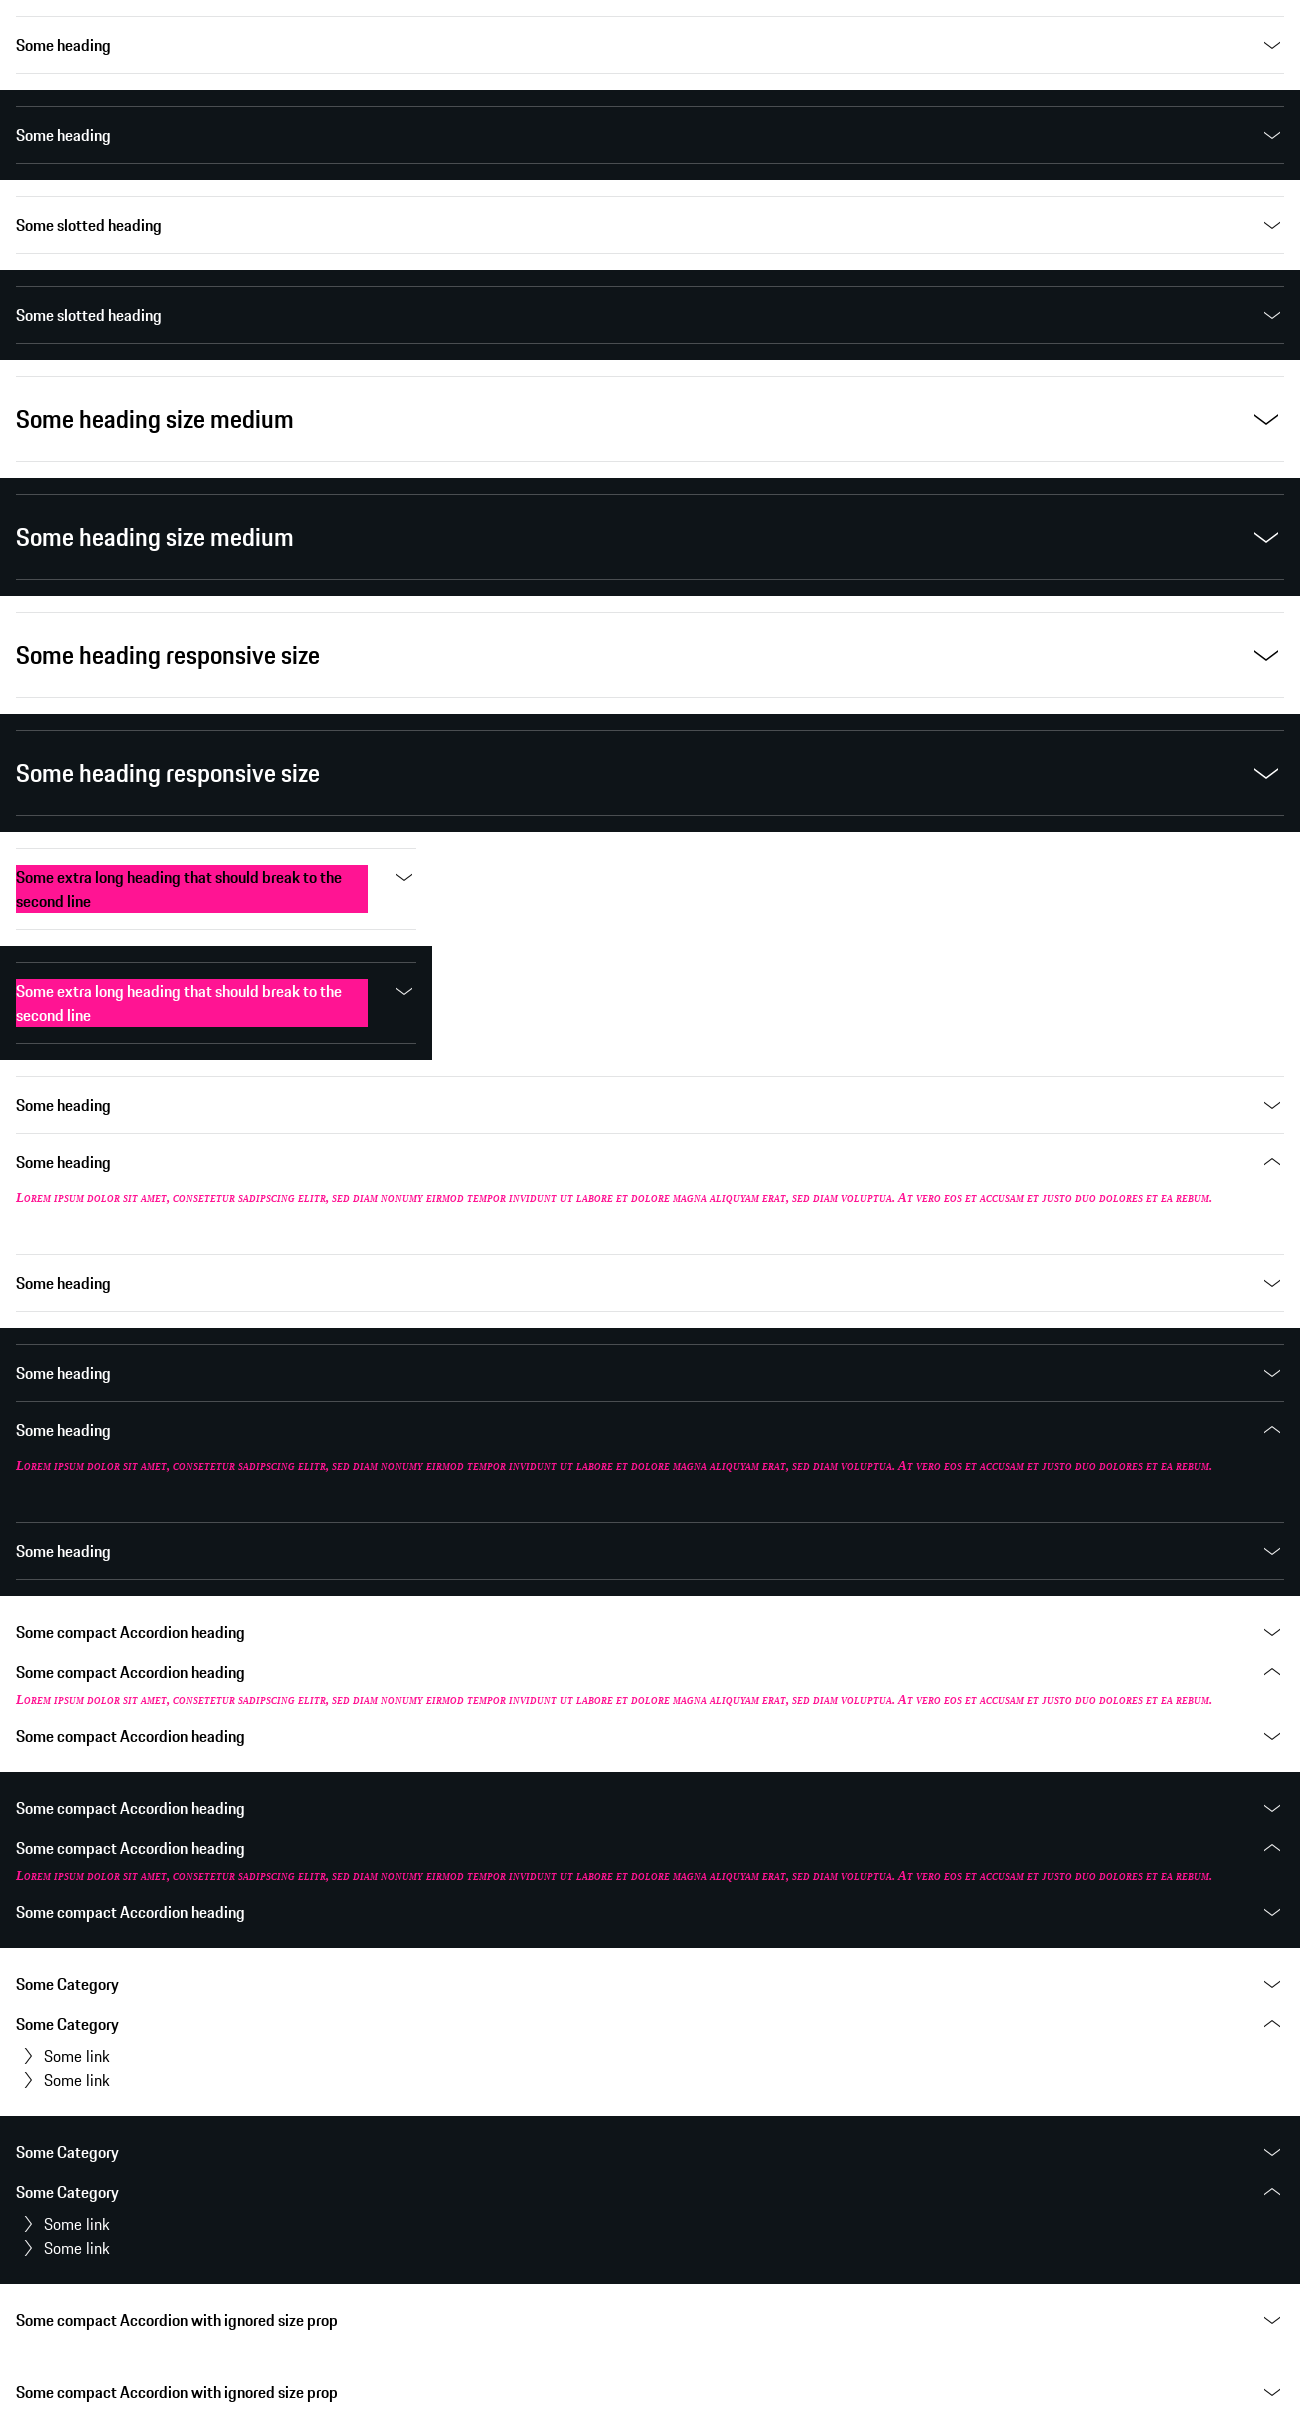 Some heading
Some heading
Some slotted heading
Some slotted heading
Some heading size medium
Some heading size medium
Some heading responsive size
Some heading responsive size
Some extra long heading that should break to the
second line
Some extra long heading that should break to the
second line
Some heading
Some heading
Lorem ipsum dolor sit amet, consetetur sadipscing elitr, sed diam nonumy eirmod tempor invidunt ut labore et dolore magna aliquyam erat, sed diam voluptua. At vero eos et accusam et justo duo dolores et ea rebum.
Some heading
Some heading
Some heading
Lorem ipsum dolor sit amet, consetetur sadipscing elitr, sed diam nonumy eirmod tempor invidunt ut labore et dolore magna aliquyam erat, sed diam voluptua. At vero eos et accusam et justo duo dolores et ea rebum.
Some heading
Some compact Accordion heading
Some compact Accordion heading
Lorem ipsum dolor sit amet, consetetur sadipscing elitr, sed diam nonumy eirmod tempor invidunt ut labore et dolore magna aliquyam erat, sed diam voluptua. At vero eos et accusam et justo duo dolores et ea rebum.
Some compact Accordion heading
Some compact Accordion heading
Some compact Accordion heading
Lorem ipsum dolor sit amet, consetetur sadipscing elitr, sed diam nonumy eirmod tempor invidunt ut labore et dolore magna aliquyam erat, sed diam voluptua. At vero eos et accusam et justo duo dolores et ea rebum.
Some compact Accordion heading
Some Category
Some Category
Some link
Some link
Some Category
Some Category
Some link
Some link
Some compact Accordion with ignored size prop
Some compact Accordion with ignored size prop